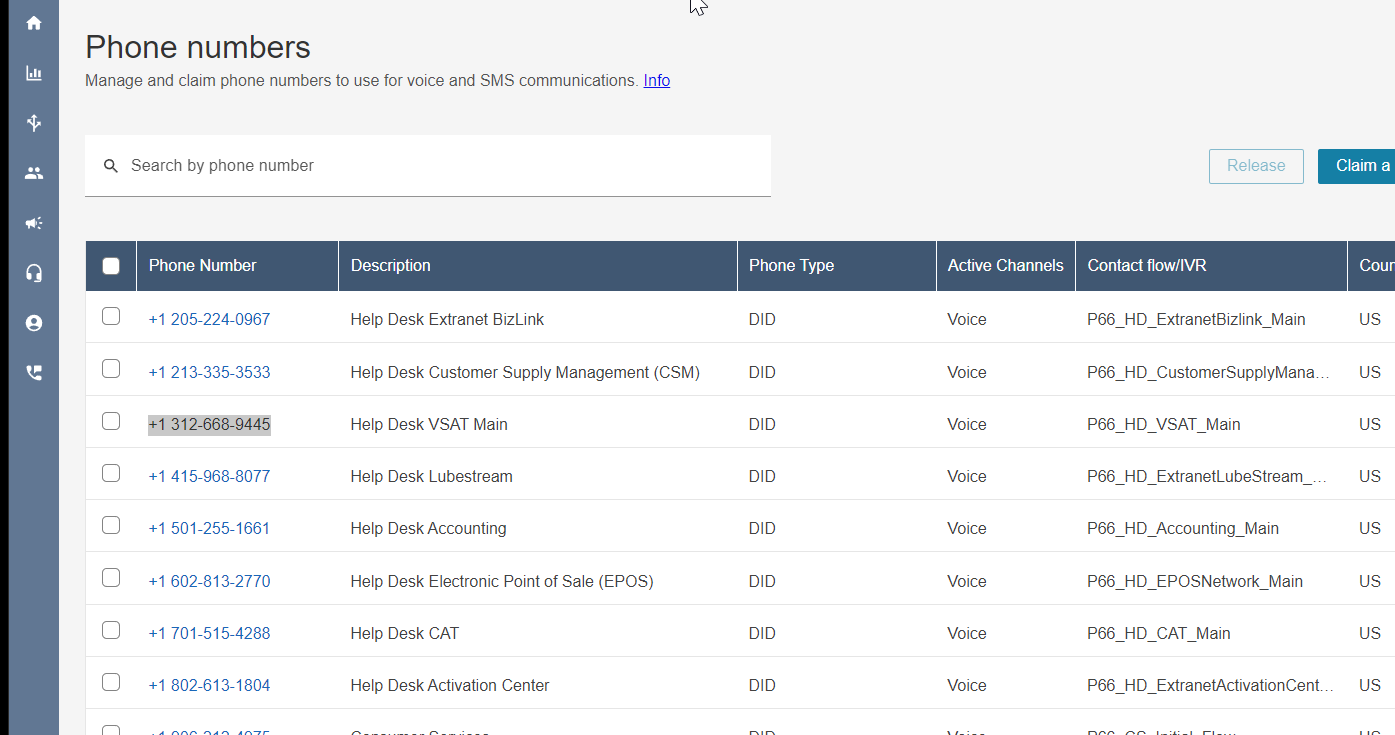 Phone numbers
Manage and claim phone numbers to use for voice and SMS communications. Info
Search by phone number
Release Claim a
Phone Number Description Phone Type Active Channels Contact flow/IVR Coun
+1 205-224-0967 Help Desk Extranet BizLink DID Voice P66_HD_ExtranetBizlink_Main US
+1 213-335-3533 Help Desk Customer Supply Management (CSM) DID Voice P66_HD_CustomerSupplyMana… US
+1 312-668-9445 Help Desk VSAT Main DID Voice P66_HD_VSAT_Main US
+1 415-968-8077 Help Desk Lubestream DID Voice P66_HD_ExtranetLubeStream_… US
+1 501-255-1661 Help Desk Accounting DID Voice P66_HD_Accounting_Main US
+1 602-813-2770 Help Desk Electronic Point of Sale (EPOS) DID Voice P66_HD_EPOSNetwork_Main US
+1 701-515-4288 Help Desk CAT DID Voice P66_HD_CAT_Main US
+1 802-613-1804 Help Desk Activation Center DID Voice P66_HD_ExtranetActivationCent… US
Consumer Services DID Voice US